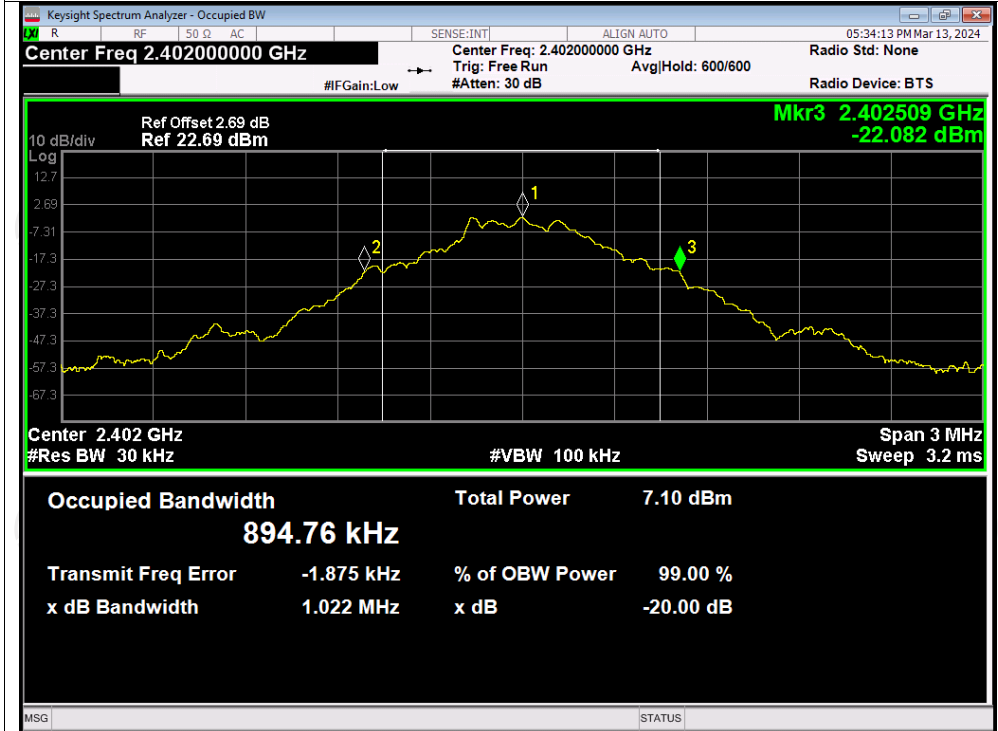 Keysight Spectrum Analyzer - Occupied BW
LXI R RF 50 Ω AC SENSE:INT ALIGN AUTO 05:34:13 PM Mar 13, 2024
Center Freq 2.402000000 GHz
Center Freq: 2.402000000 GHz Radio Std: None
Trig: Free Run Avg|Hold: 600/600
#IFGain:Low #Atten: 30 dB Radio Device: BTS
Mkr3 2.402509 GHz
-22.082 dBm
Ref Offset 2.69 dB
10 dB/div Ref 22.69 dBm
Log
12.7
2.69
-7.31
-17.3
-27.3
-37.3
-47.3
-57.3
-67.3
1
2
3
Center 2.402 GHz Span 3 MHz
#Res BW 30 kHz #VBW 100 kHz Sweep 3.2 ms
Occupied Bandwidth Total Power 7.10 dBm
894.76 kHz
Transmit Freq Error -1.875 kHz % of OBW Power 99.00 %
x dB Bandwidth 1.022 MHz x dB -20.00 dB
MSG STATUS